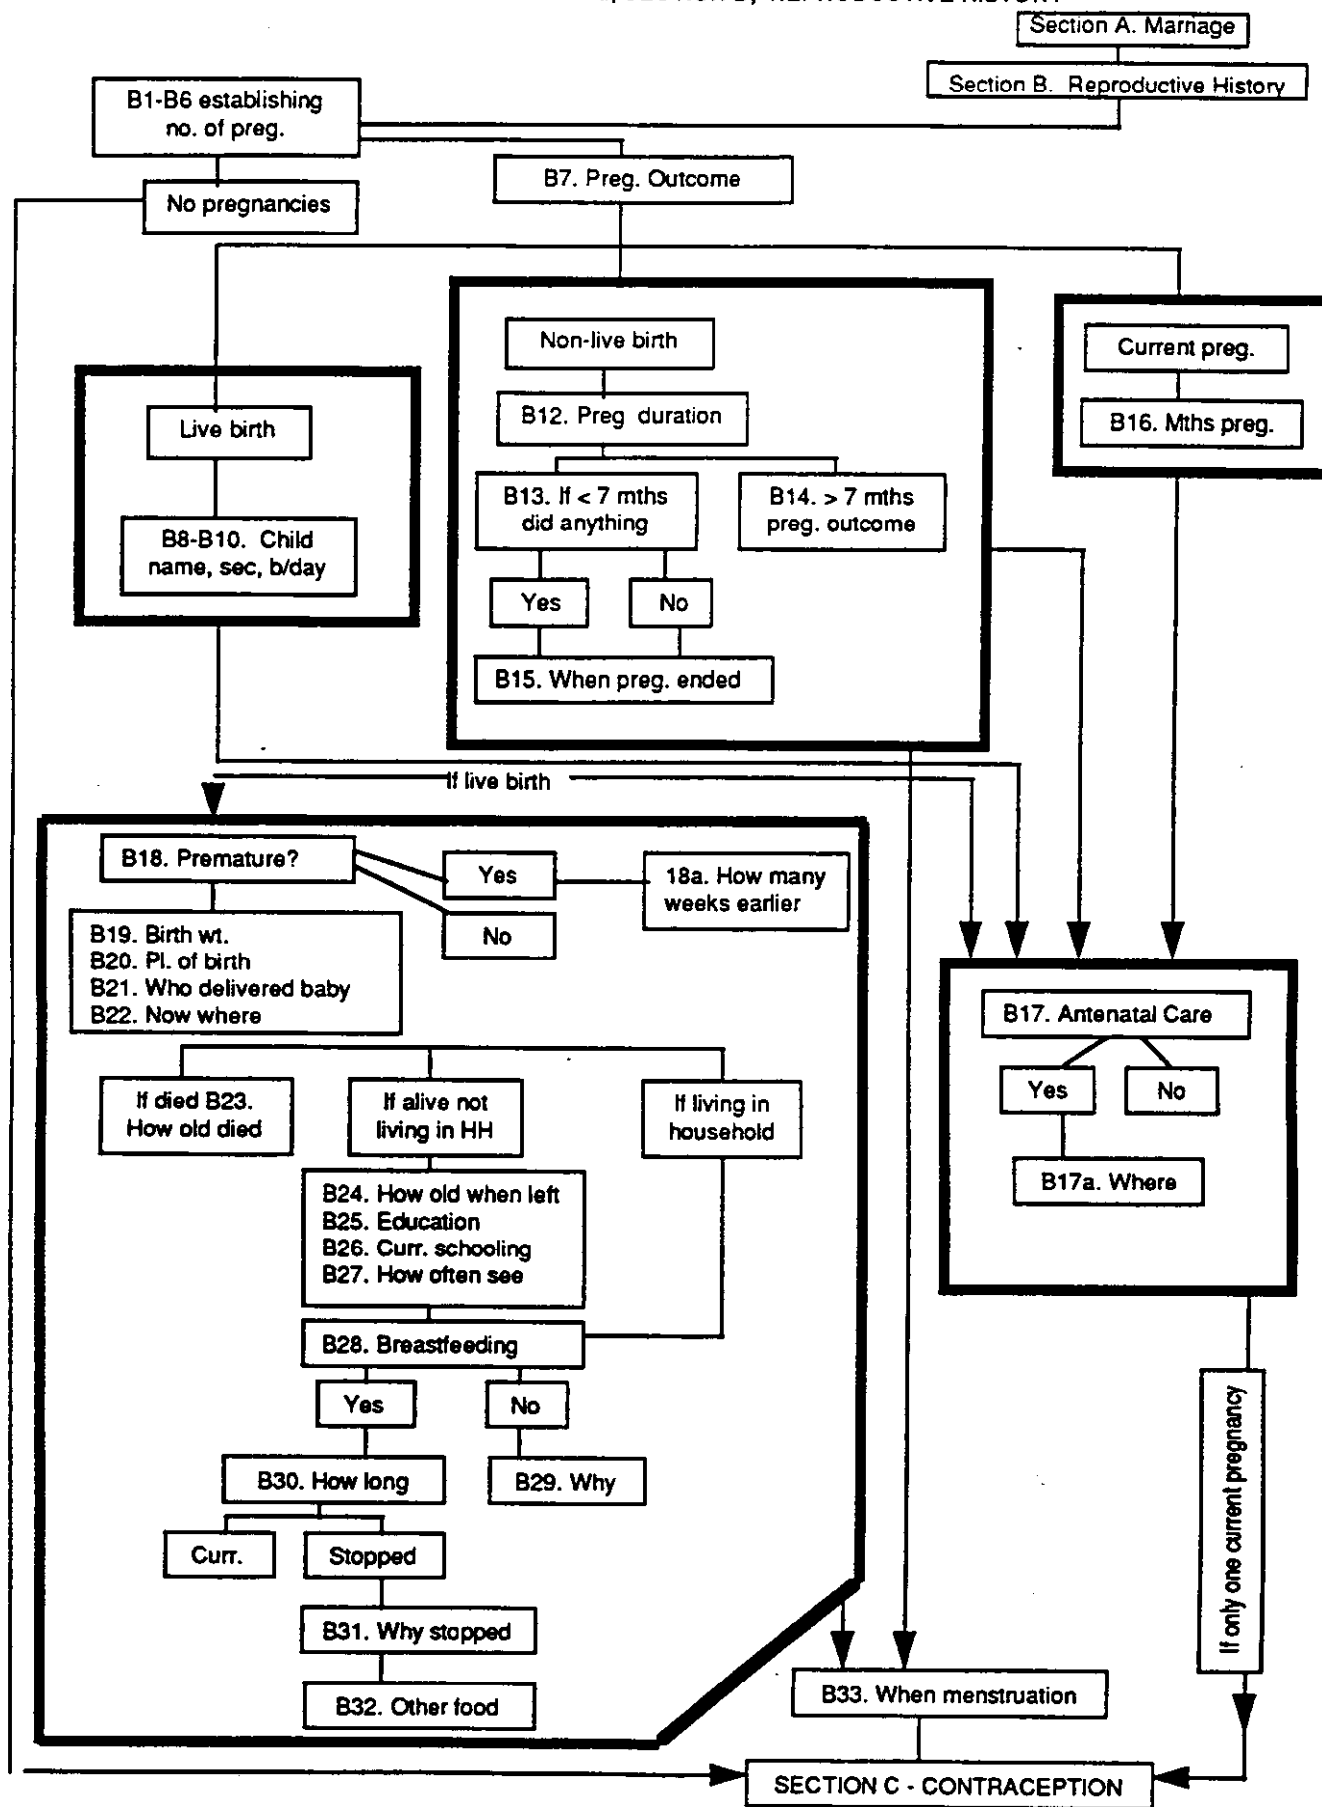 Section A. Marriage
Section B. Reproductive History
B1-B6 establishing
no. of preg.
B7. Preg. Outcome
No pregnancies
Non-live birth
Current preg.
B12. Preg duration
B16. Mths preg.
Live birth
B13. If < 7 mths
did anything
B14. > 7 mths
preg. outcome
B8-B10. Child
name, sec, b/day
Yes
No
B15. When preg. ended
If live birth
B18. Premature?
Yes
18a. How many
weeks earlier
No
B19. Birth wt.
B20. Pl. of birth
B21. Who delivered baby
B22. Now where
B17. Antenatal Care
Yes
No
B17a. Where
If died B23.
How old died
If alive not
living in HH
If living in
household
B24. How old when left
B25. Education
B26. Curr. schooling
B27. How often see
B28. Breastfeeding
Yes
No
B30. How long
B29. Why
Curr.
Stopped
B31. Why stopped
B32. Other food
If only one current pregnancy
B33. When menstruation
SECTION C - CONTRACEPTION